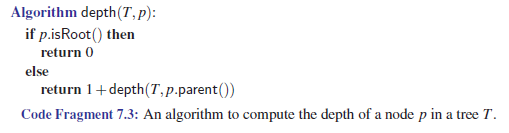 Algorithm depth(T, p):
if p.isRoot() then
return 0
else
return 1+depth(T, p.parent())
Code Fragment 7.3: An algorithm to compute the depth of a node p in a tree T.